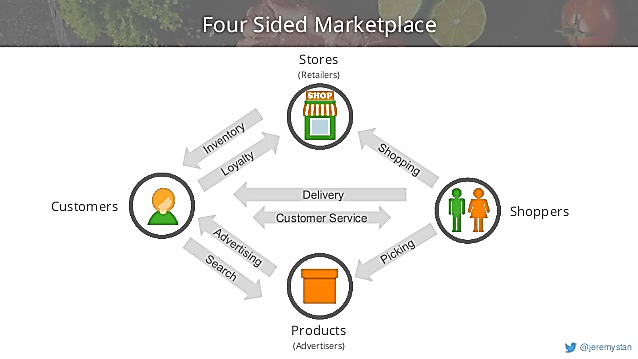 Four Sided Marketplace
Stores
(Retailers)
SHOP
Inventory
Loyalty
Shopping
Delivery
Customers
Customer Service
Shoppers
Advertising
Search
Picking
Products
(Advertisers)
@jeremystan